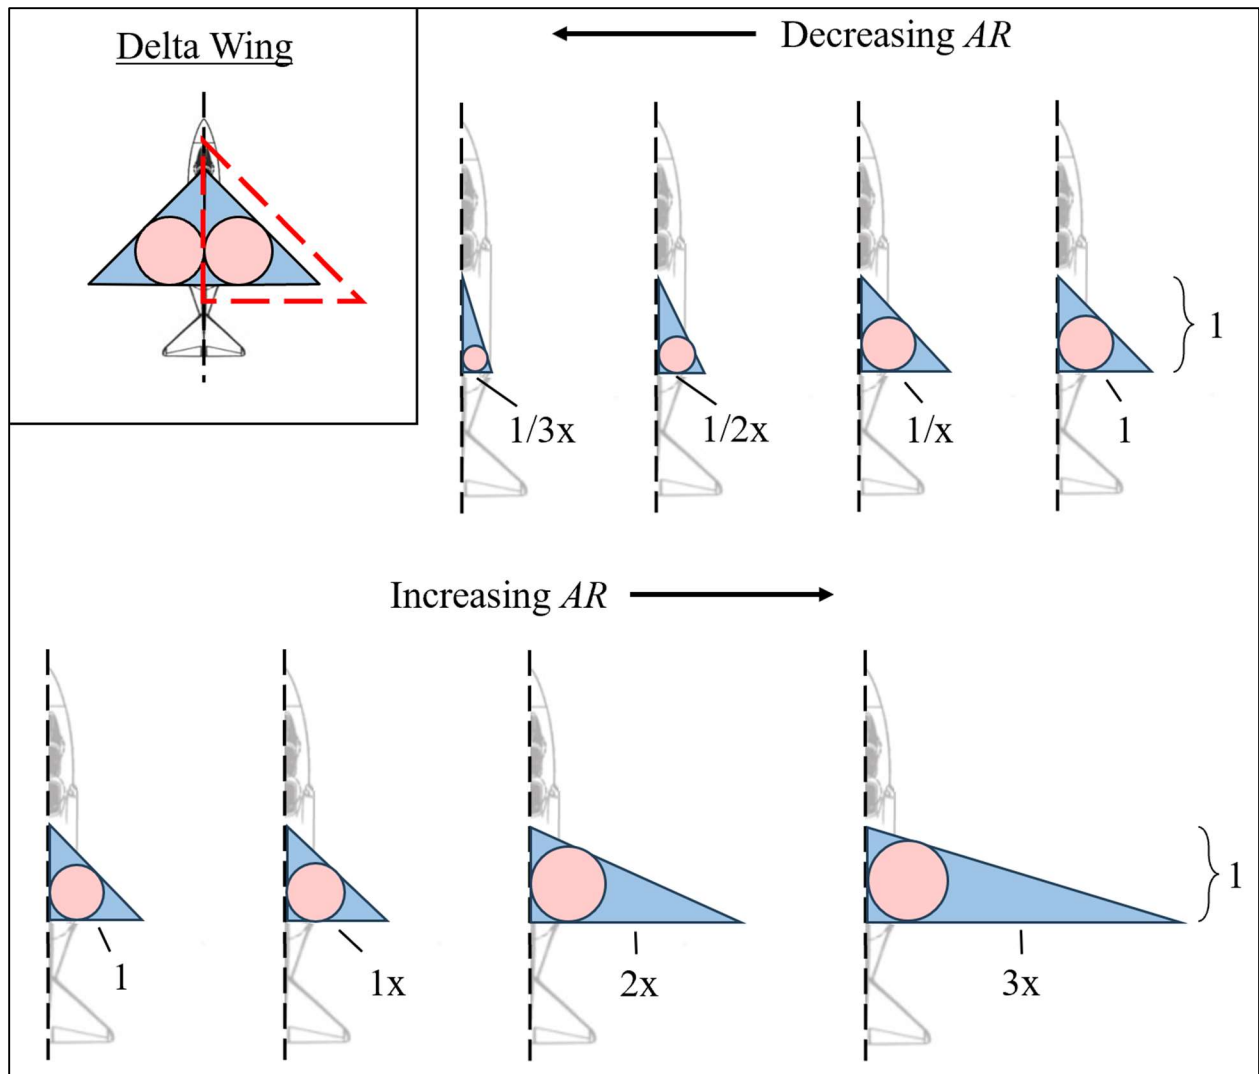 Delta Wing
Decreasing AR
1/3x
1/2x
1/x
1
1
Increasing AR
1
1x
2x
3x
1